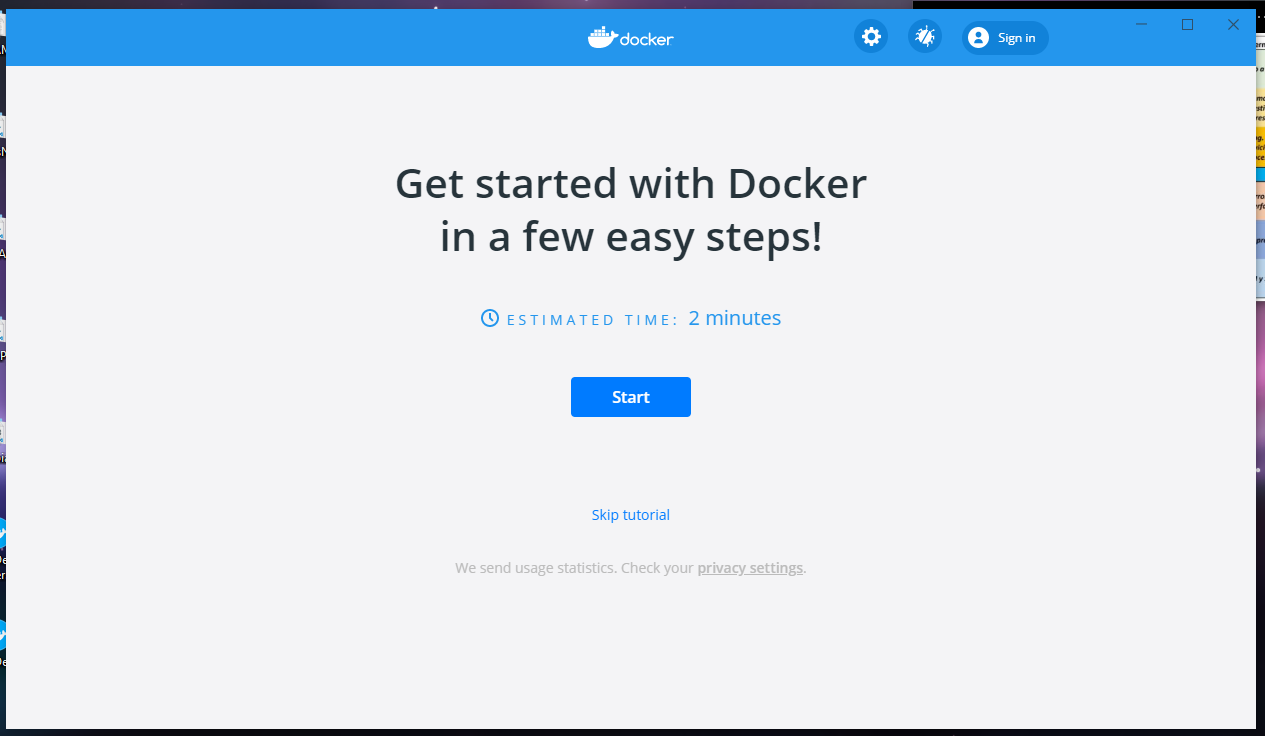 docker
Sign in
Get started with Docker
in a few easy steps!
ESTIMATED TIME: 2 minutes
Start
Skip tutorial
We send usage statistics. Check your privacy settings.